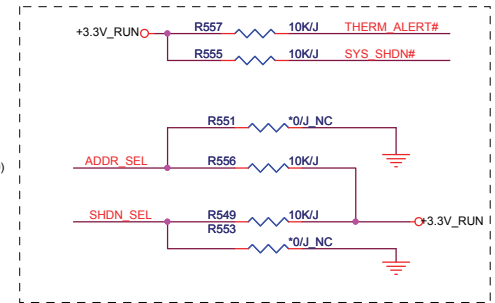 +3.3V_RUN R557 10K/J THERM_ALERT#
R555 10K/J SYS_SHDN#
R551 *0/J_NC
)
ADDR_SEL R556 10K/J
SHDN_SEL R549 10K/J +3.3V_RUN
R553 *0/J_NC